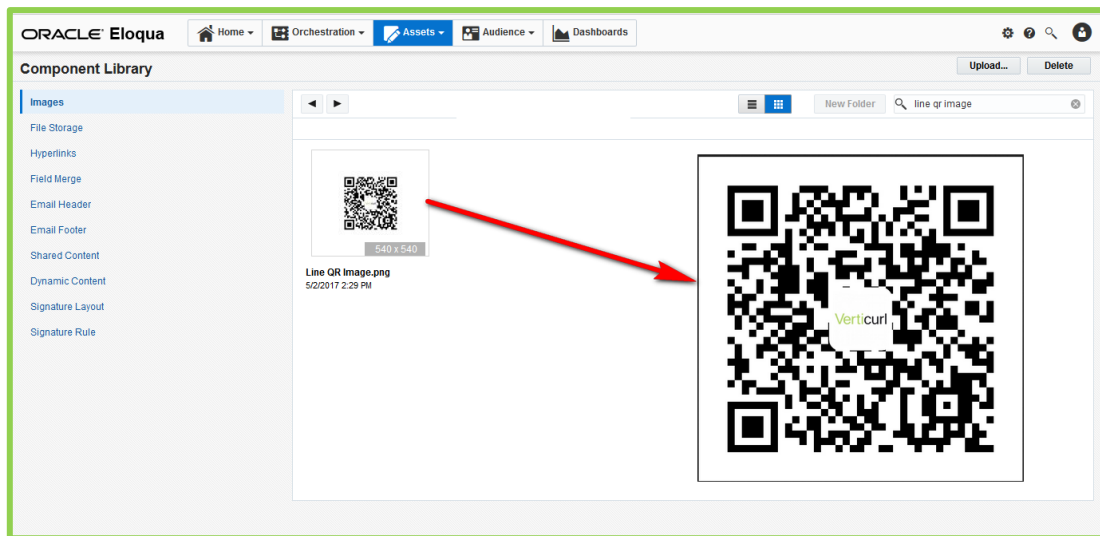 ORACLE Eloqua
Home
Orchestration
Assets
Audience
Dashboards
Component Library
Upload...
Delete
Images
File Storage
Hyperlinks
Field Merge
Email Header
Email Footer
Shared Content
Dynamic Content
Signature Layout
Signature Rule
New Folder
line qr image
540 x 540
Line QR Image.png
5/2/2017 2:29 PM
Verticurl